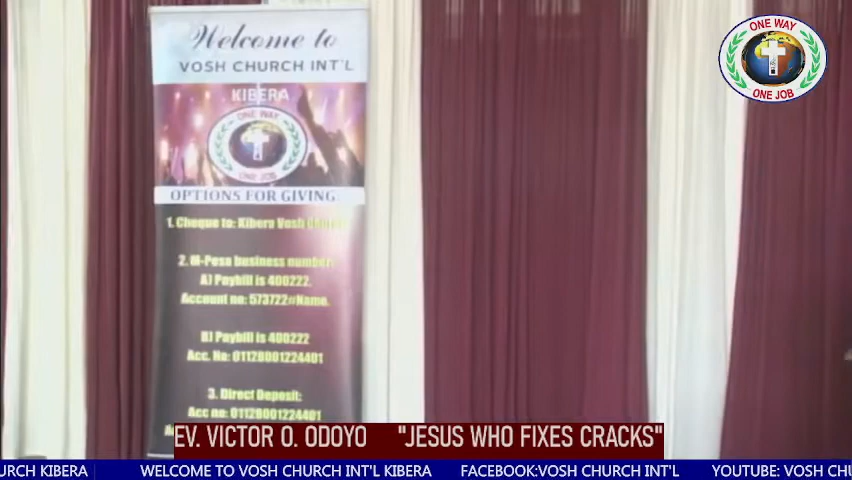 Welcome to
VOSH CHURCH INT'L
KIBERA
ONE WAY
ONE JOB
OPTIONS FOR GIVING.
1. Cheque to: Kibera Vosh
2. M-Pesa business number:
A] Paybill is 400222.
Account no: 573722#Name.
B] Paybill is 400222
Acc. No: 01128001224401
3. Direct Deposit:
Acc no: 01128001224401
ONE WAY
ONE JOB
EV. VICTOR O. ODOYO "JESUS WHO FIXES CRACKS"
URCH KIBERA WELCOME TO VOSH CHURCH INT'L KIBERA FACEBOOK:VOSH CHURCH INT'L YOUTUBE: VOSH CHU